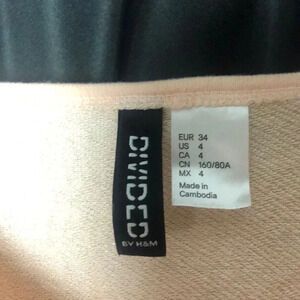 DIVIDED
BY H&M
EUR 34
US 4
CA 4
CN 160/80A
MX 4
Made in
Cambodia